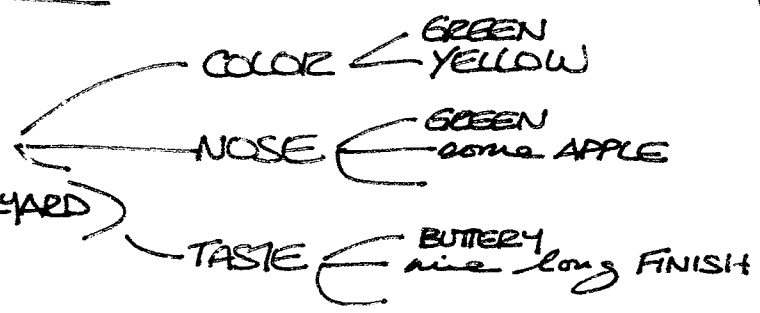 GREEN
COLOR YELLOW
GREEN
NOSE some APPLE
YARD)
BUTTERY
TASTE nice long FINISH